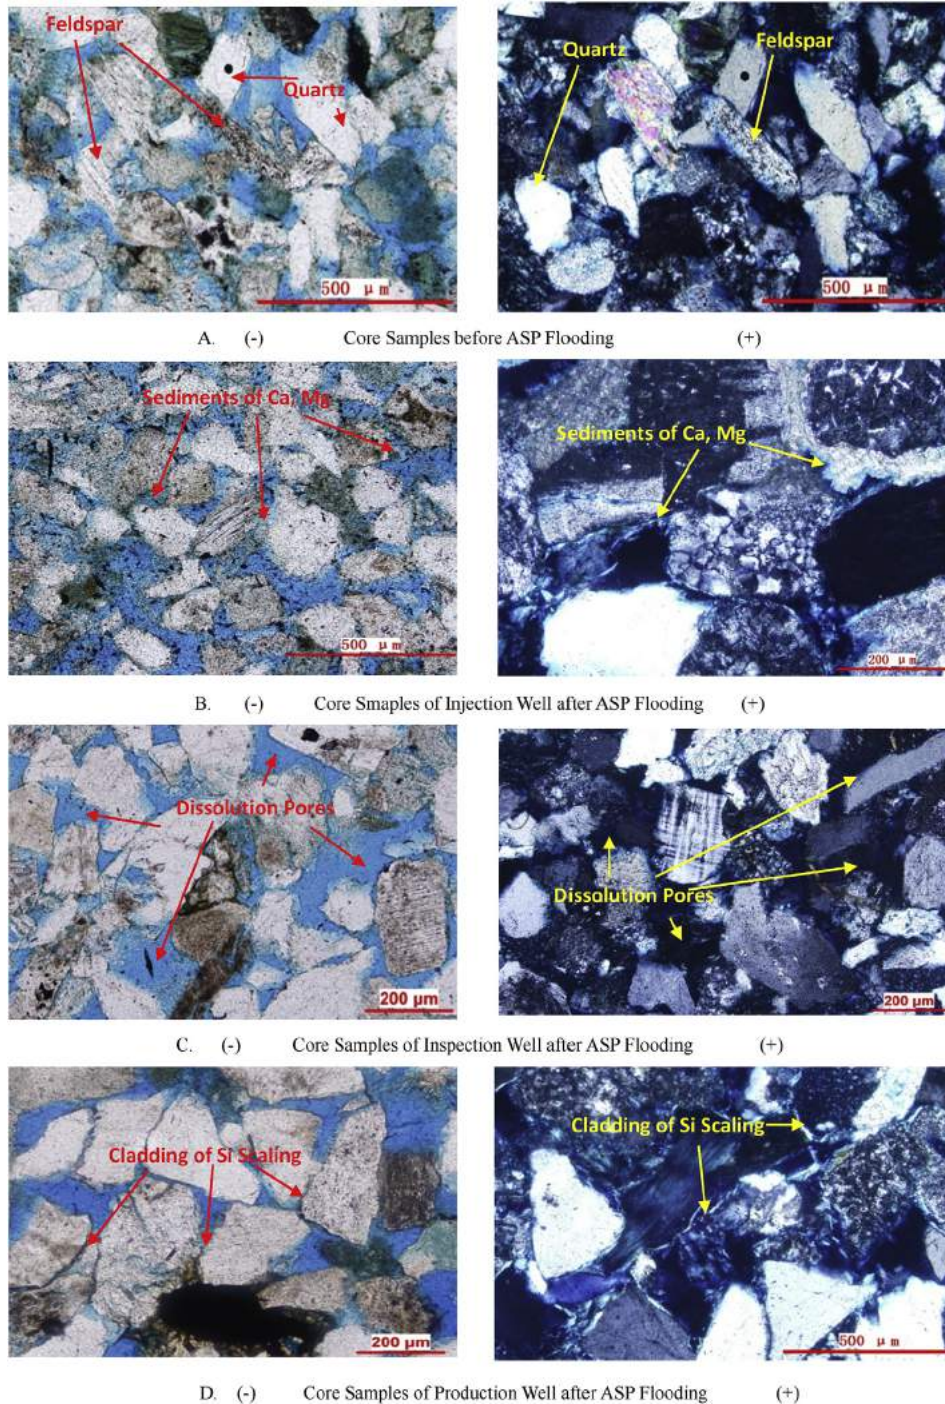 Feldspar
Quartz
500 μm
Quartz
Feldspar
500 μm
A. (-) Core Samples before ASP Flooding (+)
Sediments of Ca, Mg
500 μm
Sediments of Ca, Mg
200 μm
B. (-) Core Smaples of Injection Well after ASP Flooding (+)
Dissolution Pores
200 μm
Dissolution Pores
200 μm
C. (-) Core Samples of Inspection Well after ASP Flooding (+)
Cladding of Si Scaling
200 μm
Cladding of Si Scaling
500 μm
D. (-) Core Samples of Production Well after ASP Flooding (+)